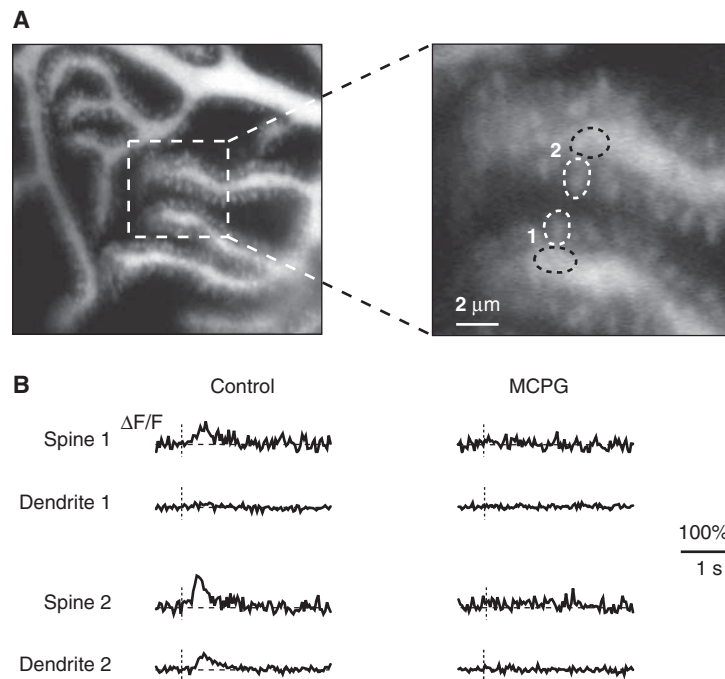 A
2
1
2 μm
B
Control
MCPG
ΔF/F
Spine 1
Dendrite 1
100%
1 s
Spine 2
Dendrite 2